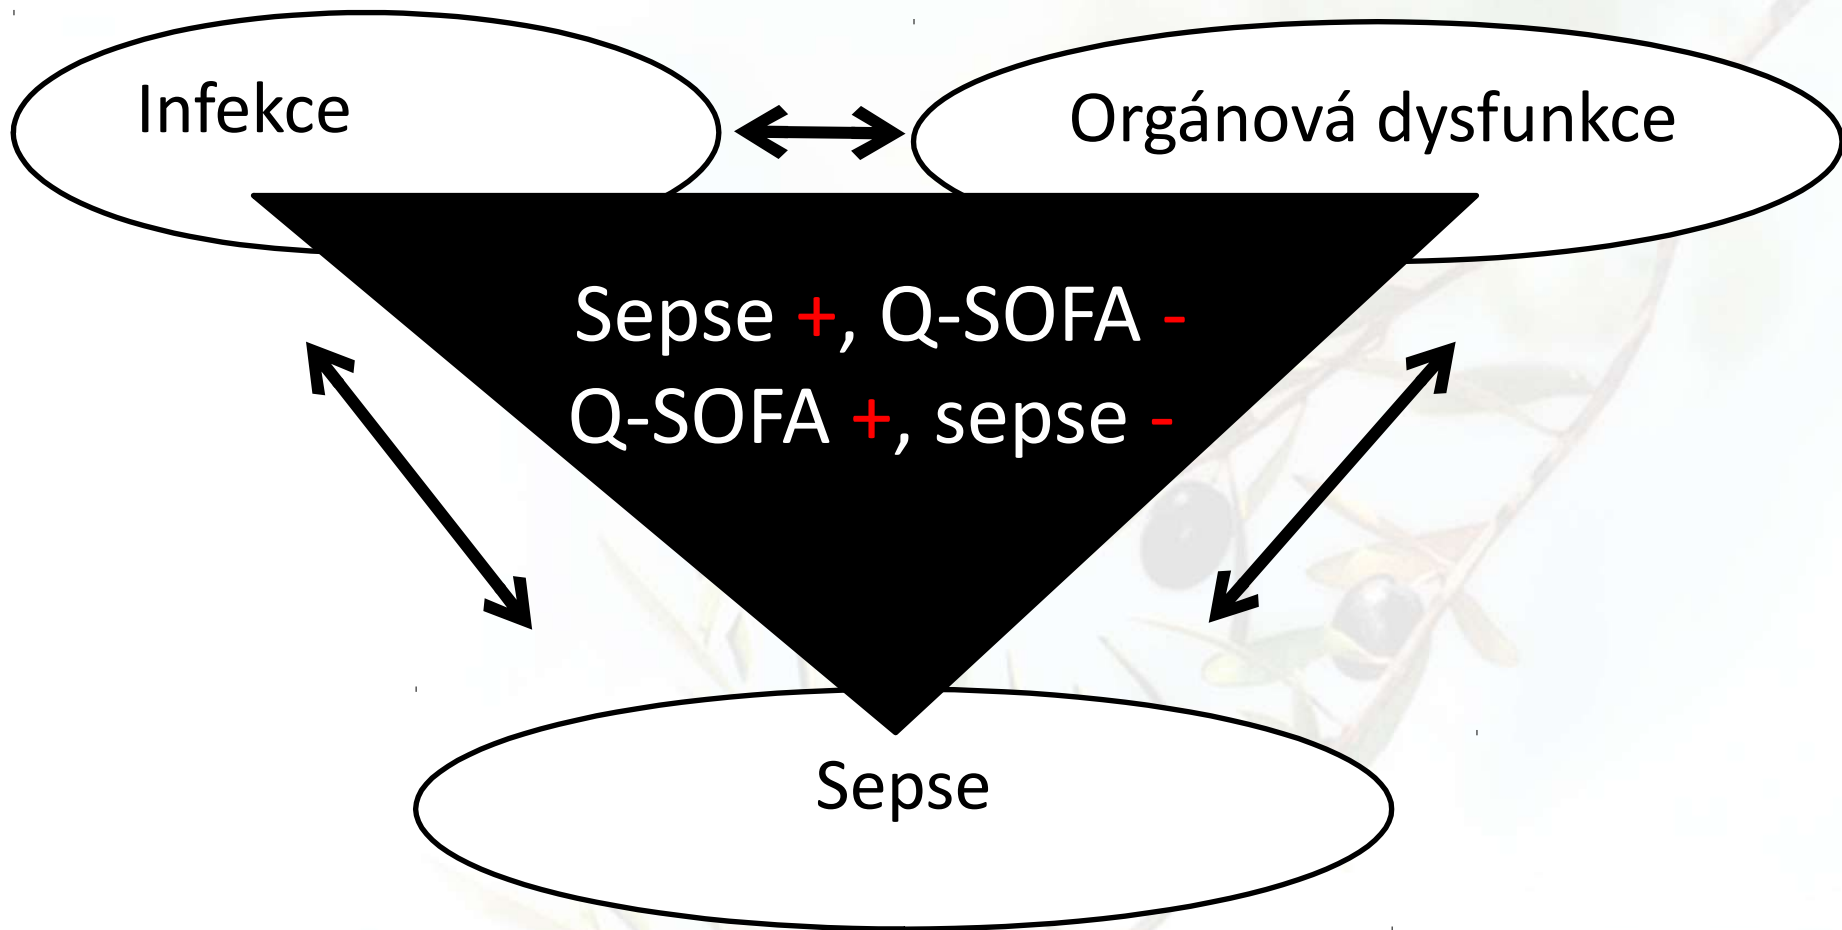 Infekce
Orgánová dysfunkce
Sepse +, Q-SOFA -
Q-SOFA +, sepse -
Sepse